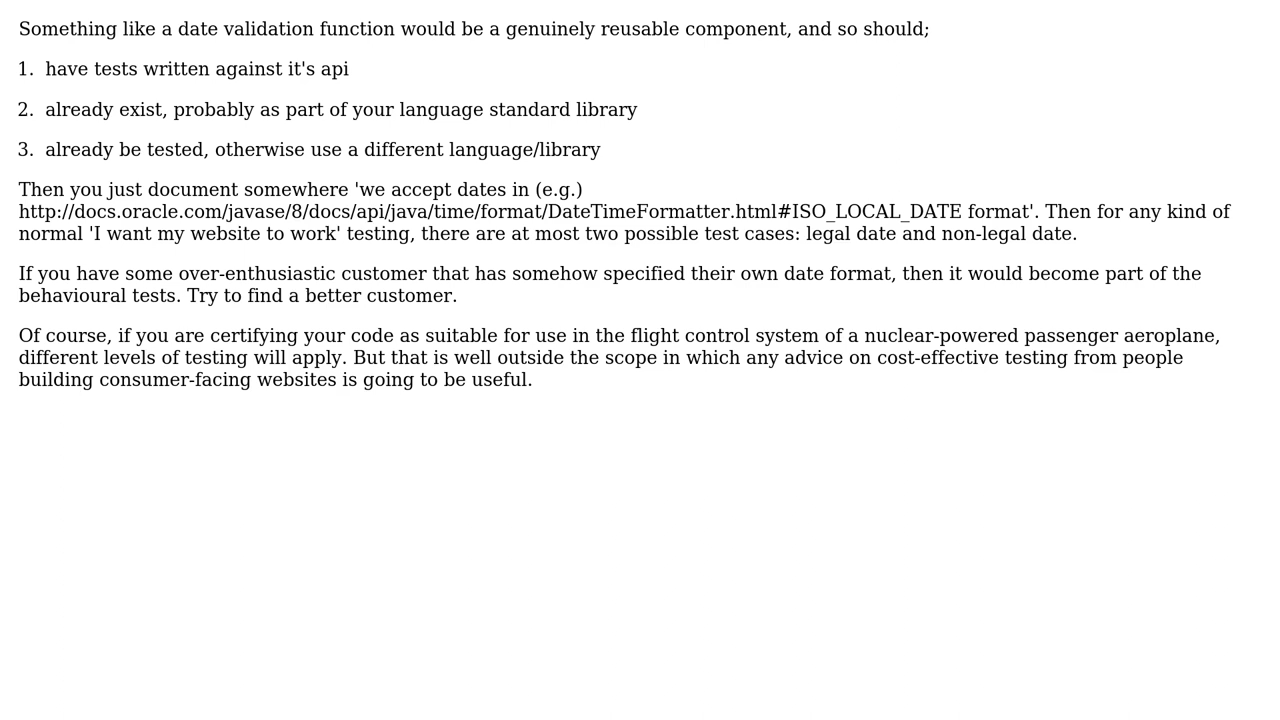 Something like a date validation function would be a genuinely reusable component, and so should;
1. have tests written against it's api
2. already exist, probably as part of your language standard library
3. already be tested, otherwise use a different language/library
Then you just document somewhere 'we accept dates in (e.g.)
http://docs.oracle.com/javase/8/docs/api/java/time/format/DateTimeFormatter.html#ISO_LOCAL_DATE format'. Then for any kind of
normal 'I want my website to work' testing, there are at most two possible test cases: legal date and non-legal date.
If you have some over-enthusiastic customer that has somehow specified their own date format, then it would become part of the
behavioural tests. Try to find a better customer.
Of course, if you are certifying your code as suitable for use in the flight control system of a nuclear-powered passenger aeroplane,
different levels of testing will apply. But that is well outside the scope in which any advice on cost-effective testing from people
building consumer-facing websites is going to be useful.